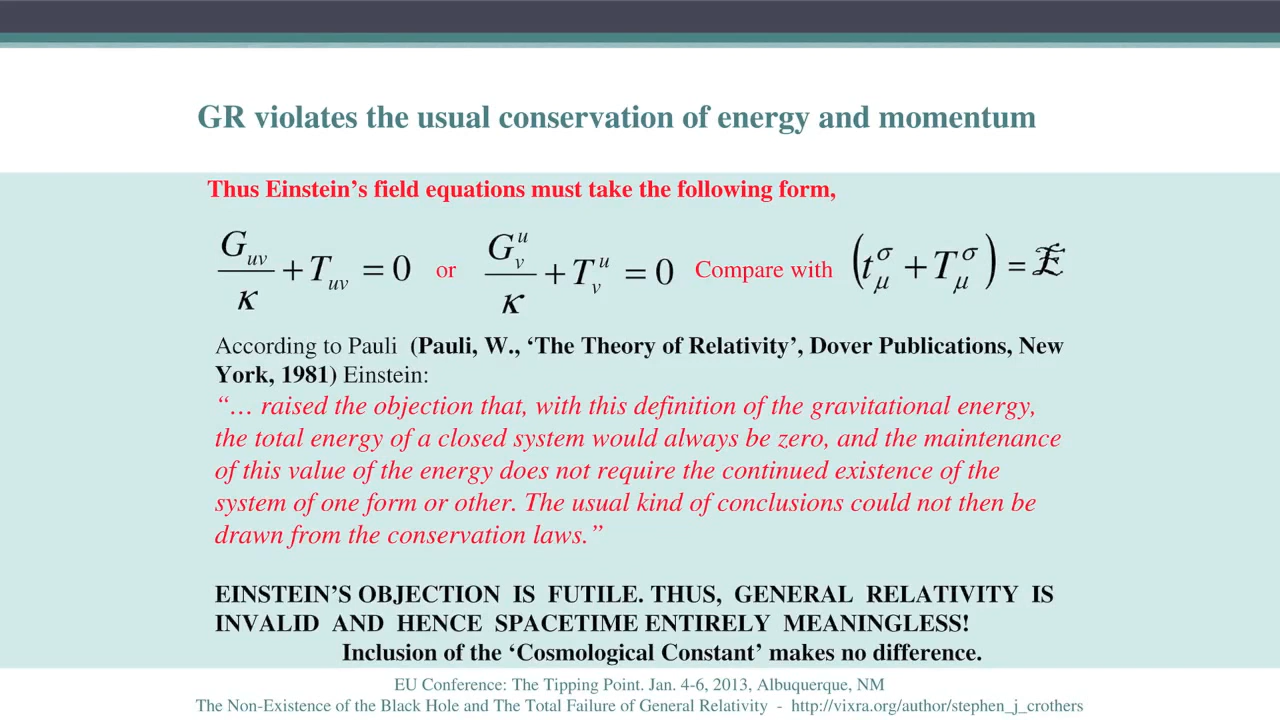 GR violates the usual conservation of energy and momentum
Thus Einstein’s field equations must take the following form,
G_{uv}/κ + T_{uv} = 0 or G^{u}_{v}/κ + T^{u}_{v} = 0 Compare with (t^{σ}_{μ} + T^{σ}_{μ}) = E
According to Pauli (Pauli, W., ‘The Theory of Relativity’, Dover Publications, New
York, 1981) Einstein:
“… raised the objection that, with this definition of the gravitational energy,
the total energy of a closed system would always be zero, and the maintenance
of this value of the energy does not require the continued existence of the
system of one form or other. The usual kind of conclusions could not then be
drawn from the conservation laws.”
EINSTEIN’S OBJECTION IS FUTILE. THUS, GENERAL RELATIVITY IS
INVALID AND HENCE SPACETIME ENTIRELY MEANINGLESS!
Inclusion of the ‘Cosmological Constant’ makes no difference.
EU Conference: The Tipping Point. Jan. 4-6, 2013, Albuquerque, NM
The Non-Existence of the Black Hole and The Total Failure of General Relativity - http://vixra.org/author/stephen_j_crothers